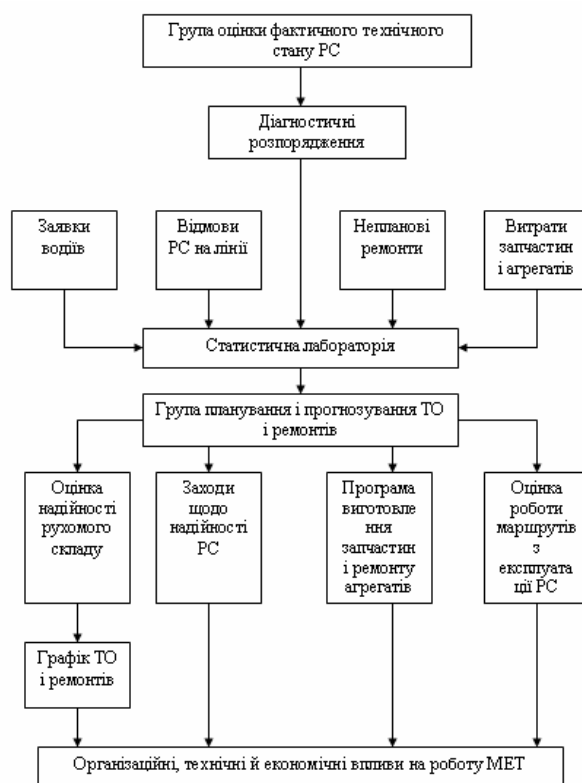 Група оцінки фактичного технічного
стану РС
Діагностичні
розпорядження
Заявки
водіїв
Відмови
РС на лінії
Непланові
ремонти
Витрати
запчастин
і агрегатів
Статистична лабораторія
Група планування і прогнозування ТО
і ремонтів
Оцінка
надійності
рухомого
складу
Заходи
щодо
надійності
РС
Програма
виготовле
ння
запчастин
і ремонту
агрегатів
Оцінка
роботи
маршрутів
з
експлуата
ції РС
Графік ТО
і ремонтів
Організаційні, технічні й економічні впливи на роботу МЕТ